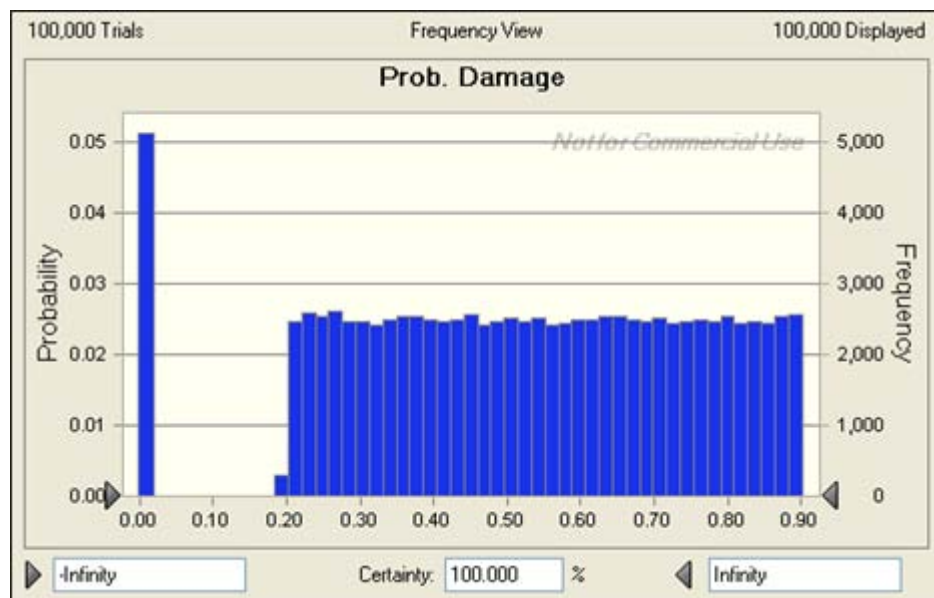 100,000 Trials Frequency View 100,000 Displayed
Prob. Damage
Not for Commercial Use
Probability
0.05
0.04
0.03
0.02
0.01
0.00
5,000
4,000
3,000
2,000
1,000
0
Frequency
0.00 0.10 0.20 0.30 0.40 0.50 0.60 0.70 0.80 0.90
-Infinity Certainty: 100.000 % Infinity